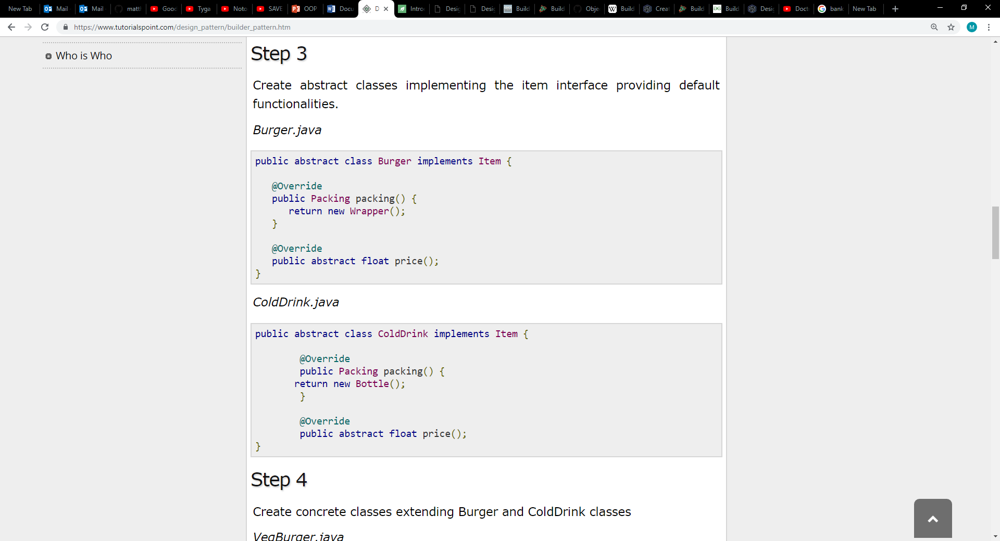 New Tab Mail Mail matt Good Tyga Noto SAVE OOP Docu D Intro Desig Desig Build Build Obje Build Creat Build Build Desig Doct bank New Tab
https://www.tutorialspoint.com/design_pattern/builder_pattern.htm M
Who is Who
Step 3
Create abstract classes implementing the item interface providing default
functionalities.
Burger.java
public abstract class Burger implements Item {
@Override
public Packing packing() {
return new Wrapper();
}
@Override
public abstract float price();
}
ColdDrink.java
public abstract class ColdDrink implements Item {
@Override
public Packing packing() {
return new Bottle();
}
@Override
public abstract float price();
}
Step 4
Create concrete classes extending Burger and ColdDrink classes
VegBurger.java